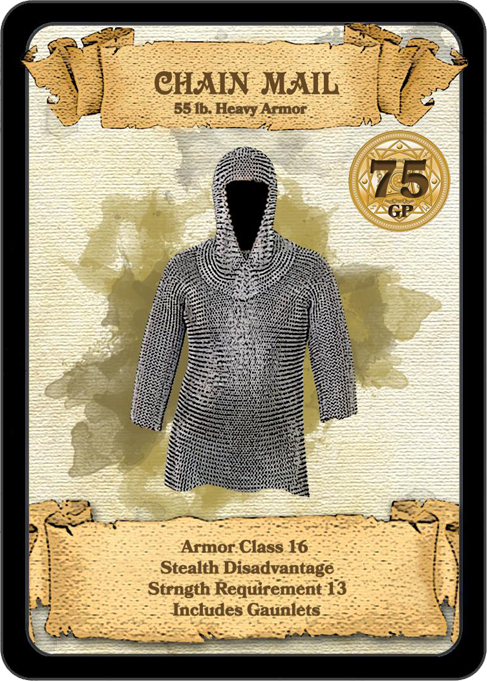 CHAIN MAIL
55 lb. Heavy Armor
75
GP
Armor Class 16
Stealth Disadvantage
Strngth Requirement 13
Includes Gaunlets